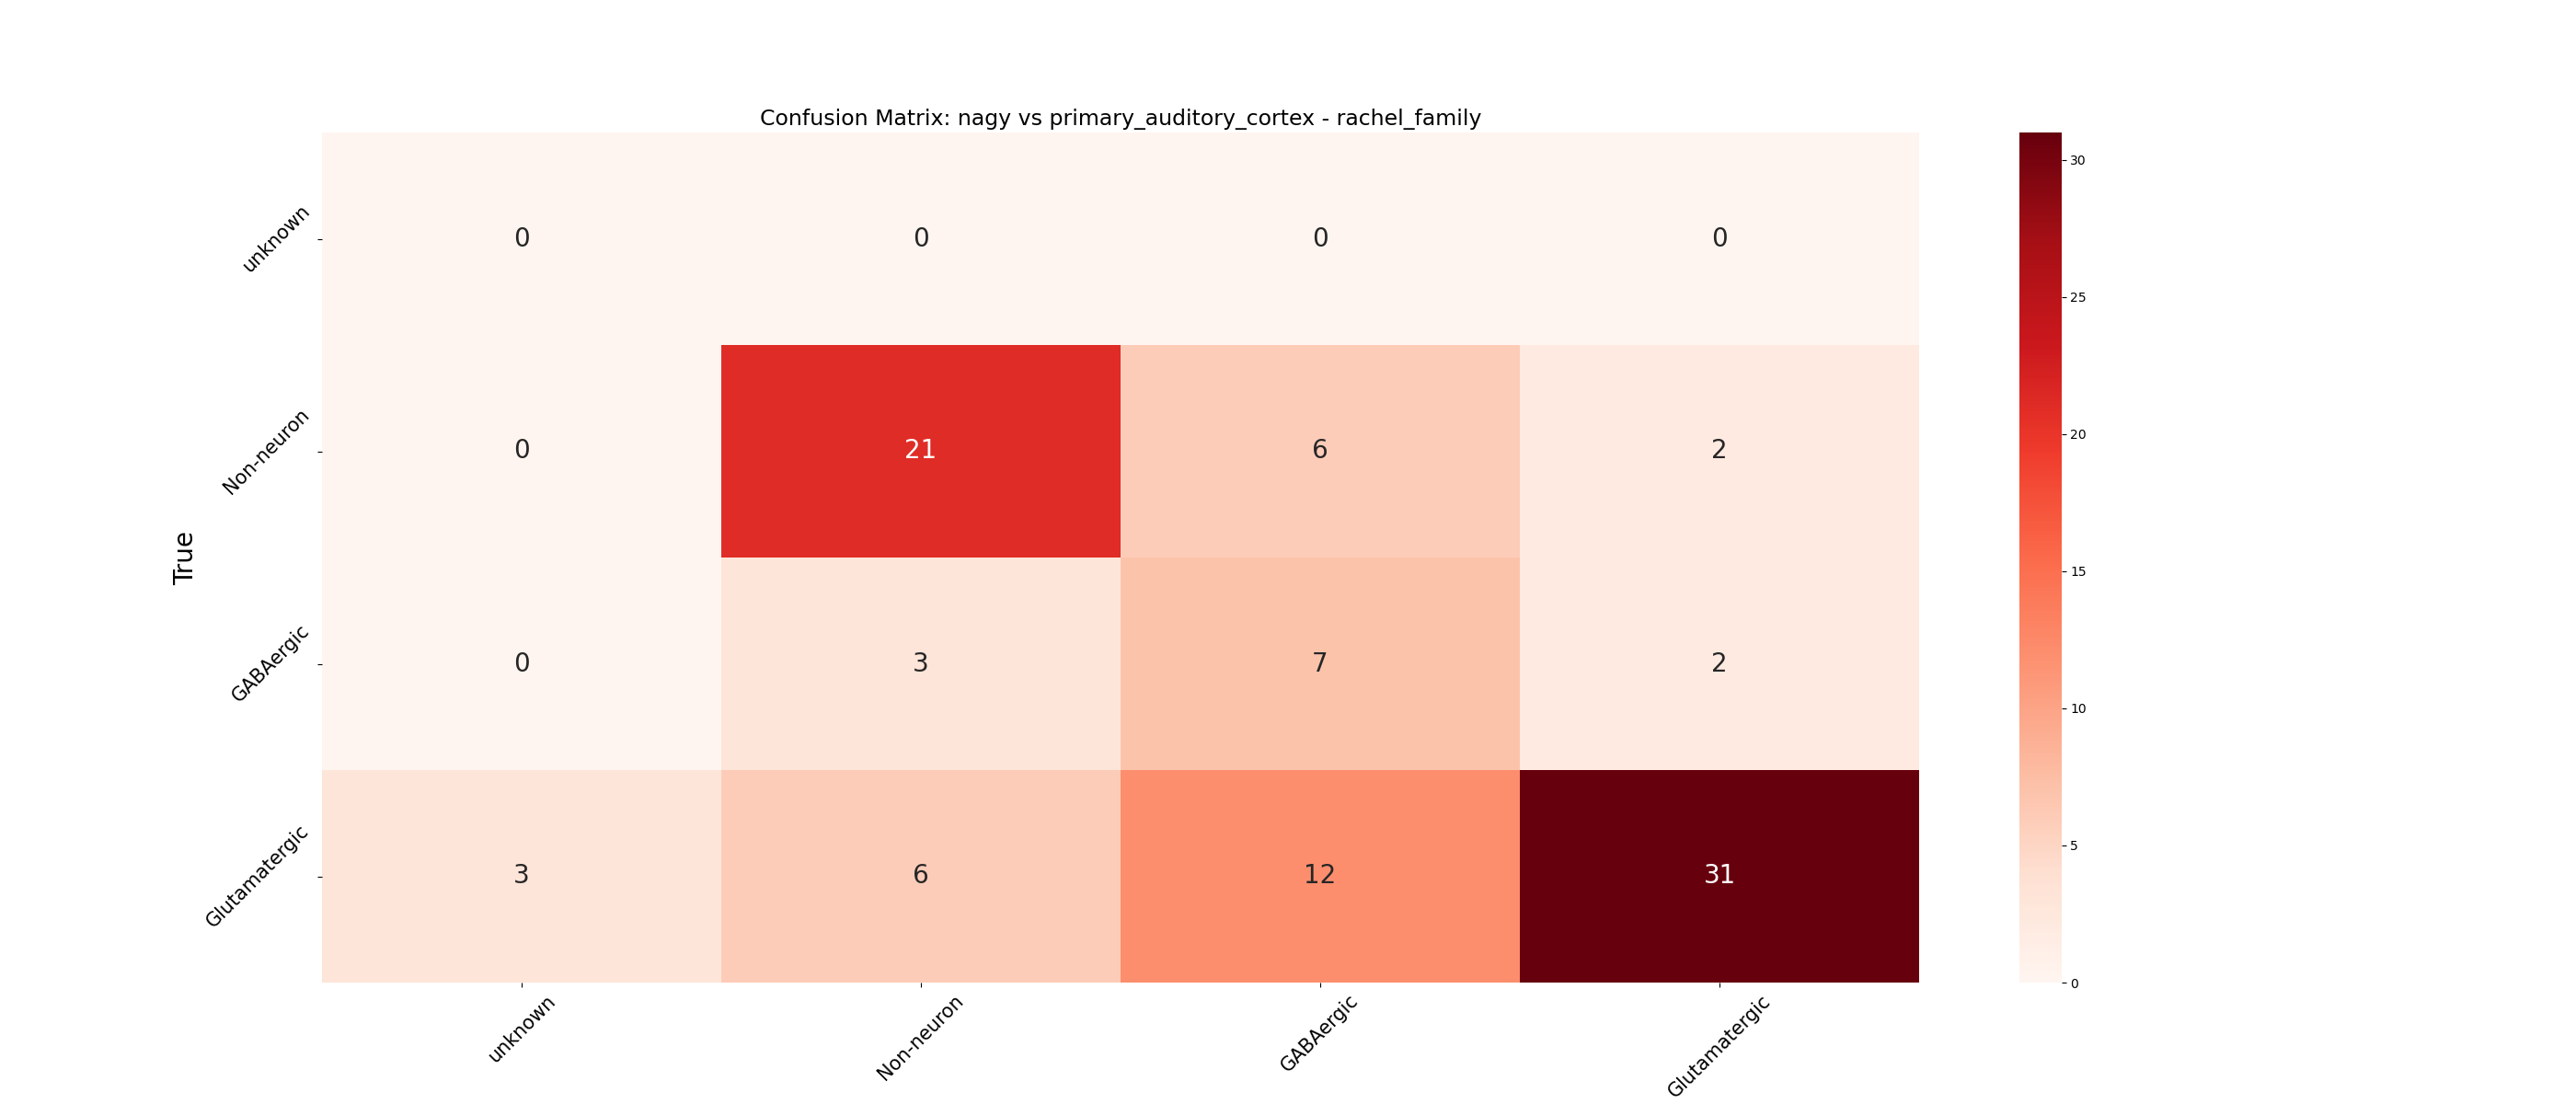 Confusion Matrix: nagy vs primary_auditory_cortex - rachel_family
True
unknown
0 0 0 0
Non-neuron
0 21 6 2
GABAergic
0 3 7 2
Glutamatergic
3 6 12 31
unknown Non-neuron GABAergic Glutamatergic
30
25
20
15
10
5
0